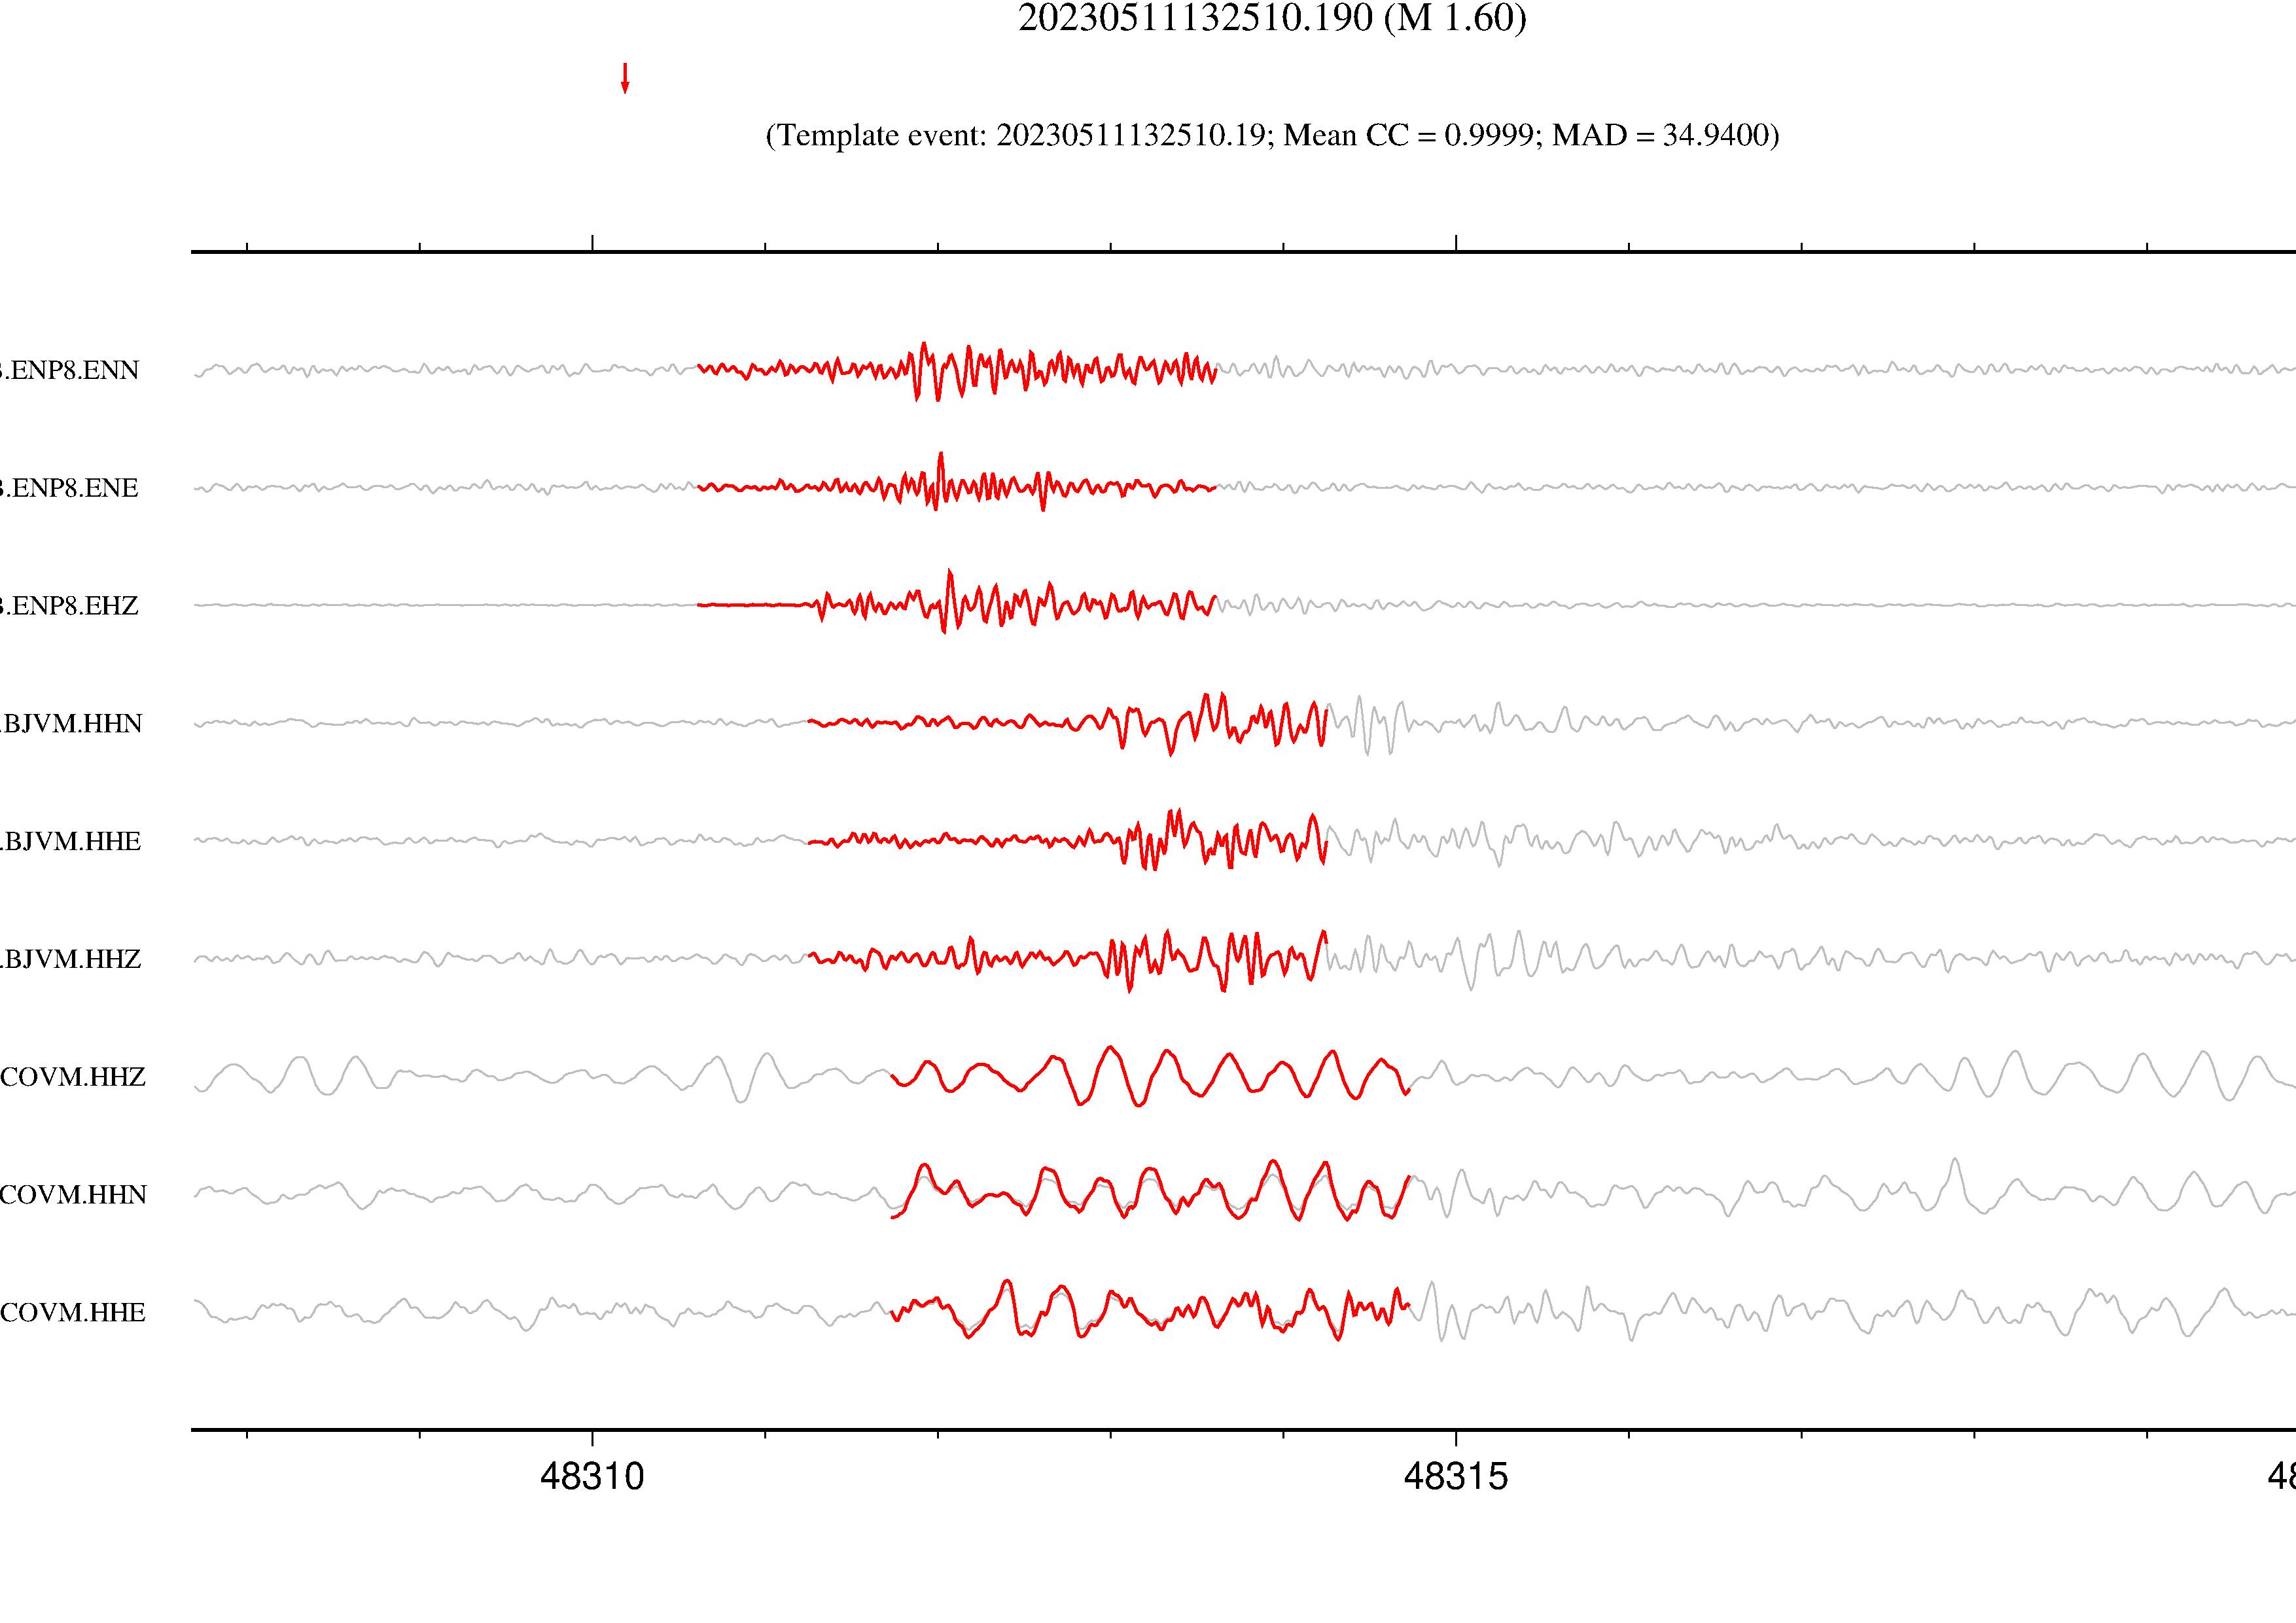 20230511132510.190 (M 1.60)
(Template event: 20230511132510.19; Mean CC = 0.9999; MAD = 34.9400)
.ENP8.ENN
.ENP8.ENE
.ENP8.EHZ
.BJVM.HHN
.BJVM.HHE
.BJVM.HHZ
COVM.HHZ
COVM.HHN
COVM.HHE
48310 48315